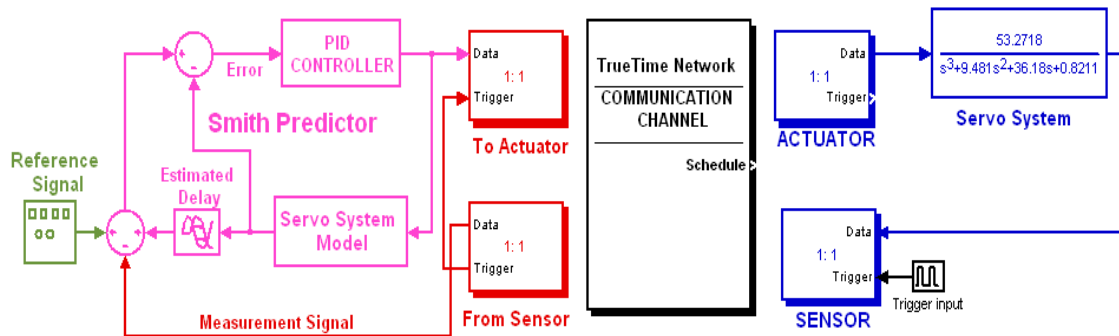 PID
CONTROLLER
Error
Smith Predictor
Reference
Signal
Estimated
Delay
Servo System
Model
Measurement Signal
Data
1: 1
Trigger
To Actuator
Data
1: 1
Trigger
From Sensor
TrueTime Network
COMMUNICATION
CHANNEL
Schedule
Data
1: 1
Trigger
ACTUATOR
53.2718
s³+9.481s²+36.18s+0.8211
Servo System
Data
1: 1
Trigger
SENSOR
Trigger input